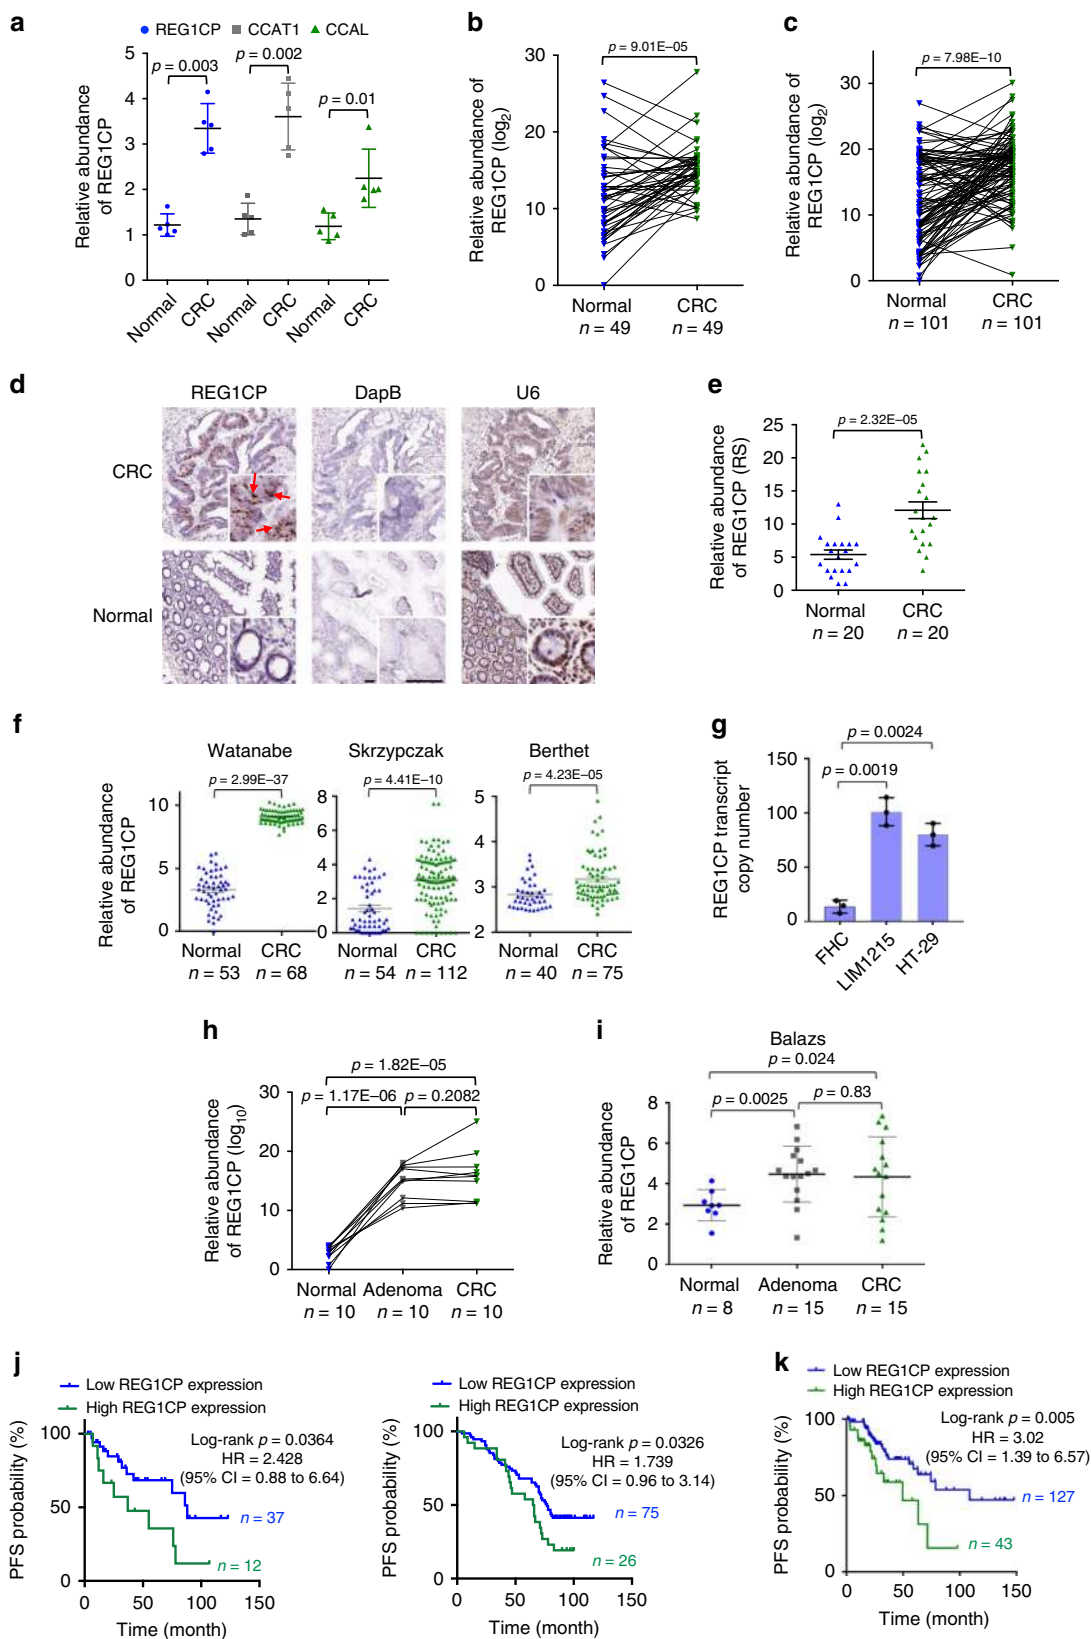 a
REG1CP CCAT1 CCAL
Relative abundance
of REG1CP
5
4
3
2
1
0
p = 0.003
p = 0.002
p = 0.01
Normal
CRC
Normal
CRC
Normal
CRC
b
Relative abundance of
REG1CP (log2)
30
20
10
0
p = 9.01E–05
Normal CRC
n = 49 n = 49
c
Relative abundance of
REG1CP (log2)
30
20
10
0
p = 7.98E–10
Normal CRC
n = 101 n = 101
d
REG1CP DapB U6
CRC
Normal
e
Relative abundance
of REG1CP (RS)
25
20
15
10
5
0
p = 2.32E–05
Normal CRC
n = 20 n = 20
f
Relative abundance
of REG1CP
Watanabe
p = 2.99E–37
10
5
0
Normal CRC
n = 53 n = 68
Skrzypczak
p = 4.41E–10
8
6
4
2
0
Normal CRC
n = 54 n = 112
Berthet
p = 4.23E–05
5
4
3
2
Normal CRC
n = 40 n = 75
g
REG1CP transcript
copy number
150
100
50
0
p = 0.0024
p = 0.0019
FHC
LIM1215
HT-29
h
Relative abundance
of REG1CP (log10)
30
20
10
0
p = 1.82E–05
p = 1.17E–06 p = 0.2082
Normal Adenoma CRC
n = 10 n = 10 n = 10
i
Balazs
Relative abundance
of REG1CP
8
6
4
2
0
p = 0.024
p = 0.0025 p = 0.83
Normal Adenoma CRC
n = 8 n = 15 n = 15
j
Low REG1CP expression
High REG1CP expression
PFS probability (%)
100
50
0
Log-rank p = 0.0364
HR = 2.428
(95% CI = 0.88 to 6.64)
n = 37
n = 12
0 50 100 150
Time (month)
Low REG1CP expression
High REG1CP expression
PFS probability (%)
100
50
0
Log-rank p = 0.0326
HR = 1.739
(95% CI = 0.96 to 3.14)
n = 75
n = 26
0 50 100 150
Time (month)
k
Low REG1CP expression
High REG1CP expression
PFS probability (%)
100
50
0
Log-rank p = 0.005
HR = 3.02
(95% CI = 1.39 to 6.57)
n = 127
n = 43
0 50 100 150
Time (month)